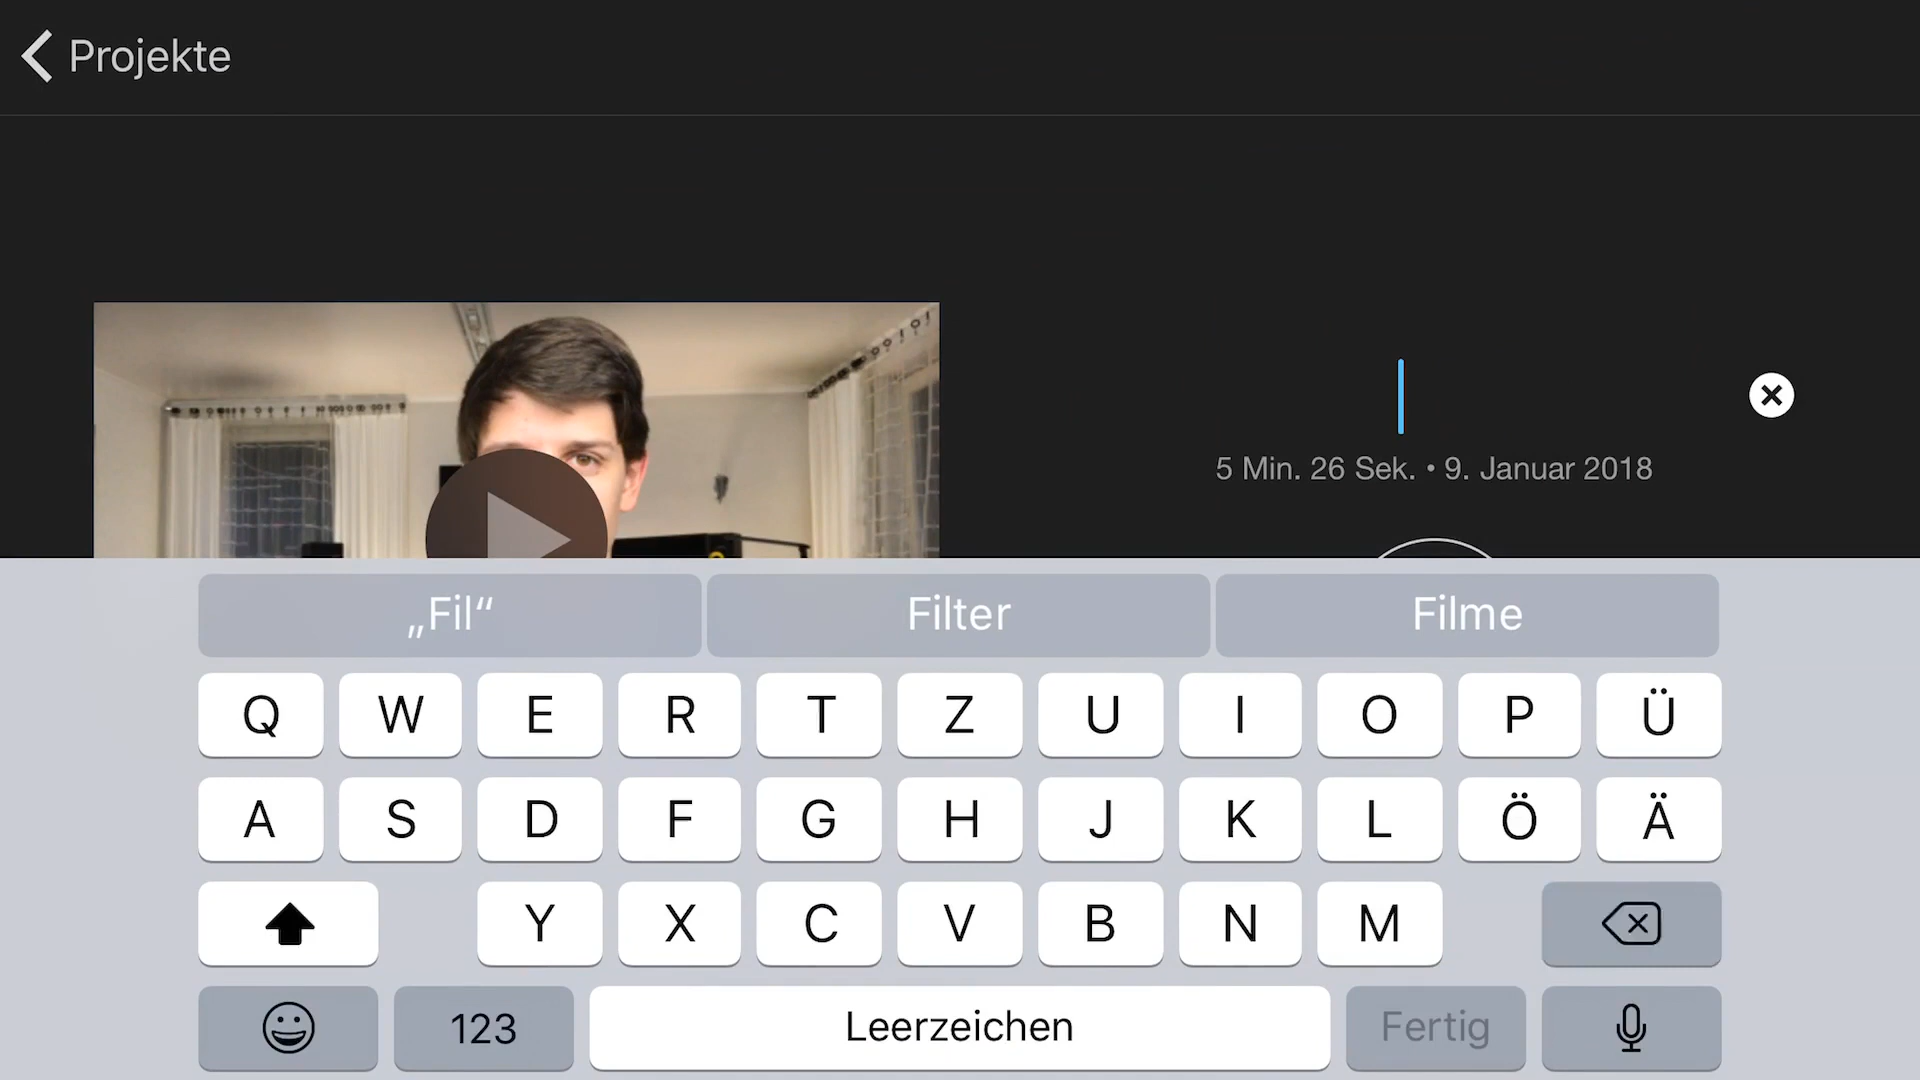 Projekte
5 Min. 26 Sek. • 9. Januar 2018
„Fil“ Filter Filme
Q W E R T Z U I O P Ü
A S D F G H J K L Ö Ä
Y X C V B N M
123 Leerzeichen Fertig